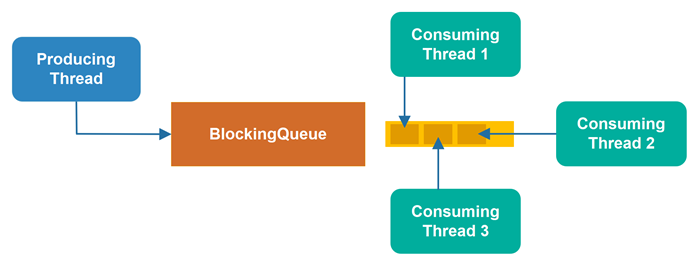 Producing
Thread
BlockingQueue
Consuming
Thread 1
Consuming
Thread 2
Consuming
Thread 3